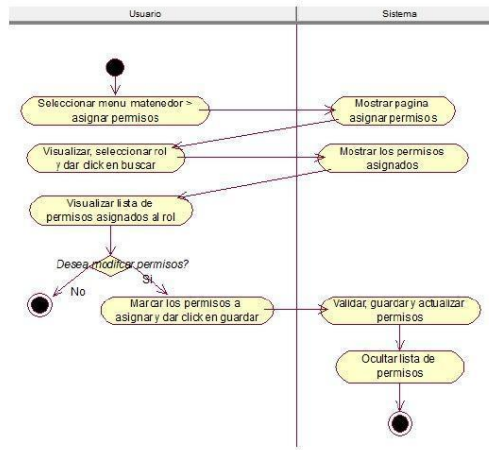 Usuario
Sistema
Seleccionar menu matenedor >
asignar permisos
Mostrar pagina
asignar permisos
Visualizar, seleccionar rol
y dar click en buscar
Mostrar los permisos
asignados
Visualizar lista de
permisos asignados al rol
Desea modifcar permisos?
No
Si
Marcar los permisos a
asignar y dar click en guardar
Validar, guardar y actualizar
permisos
Ocultar lista de
permisos